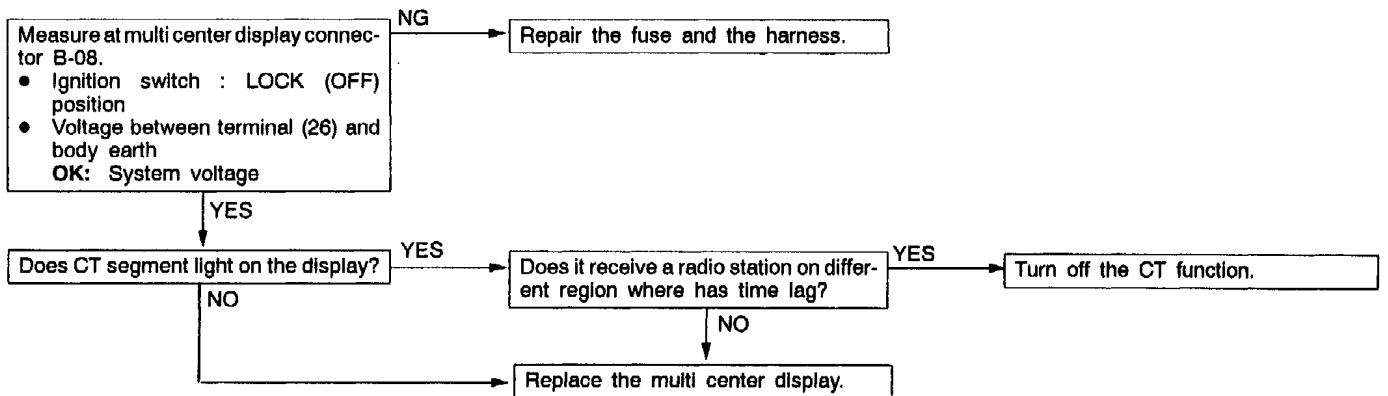 Measure at multi center display connec-
tor B-08.
● Ignition switch : LOCK (OFF)
position
● Voltage between terminal (26) and
body earth
OK: System voltage
NG
Repair the fuse and the harness.
YES
Does CT segment light on the display?
YES
Does it receive a radio station on differ-
ent region where has time lag?
YES
Turn off the CT function.
NO
NO
Replace the multi center display.